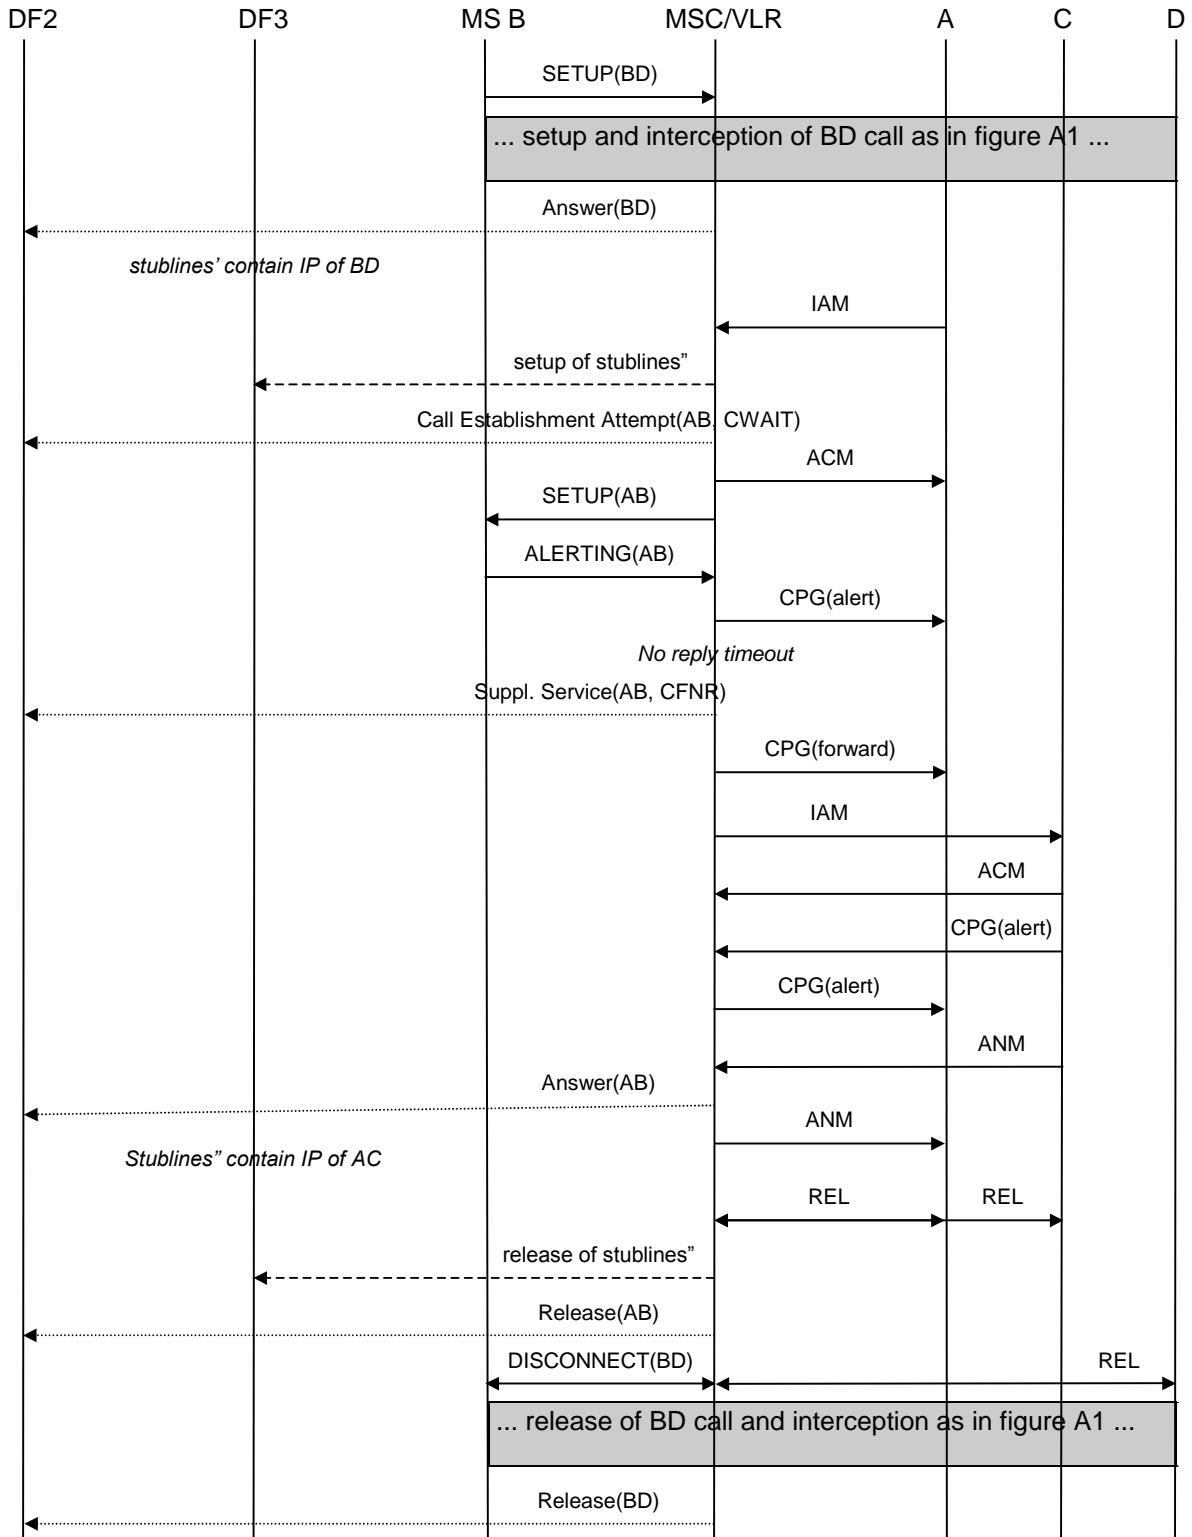 DF2 DF3 MS B MSC/VLR A C D
SETUP(BD)
... setup and interception of BD call as in figure A1 ...
Answer(BD)
stublines’ contain IP of BD
IAM
setup of stublines”
Call Establishment Attempt(AB, CWAIT)
ACM
SETUP(AB)
ALERTING(AB)
CPG(alert)
No reply timeout
Suppl. Service(AB, CFNR)
CPG(forward)
IAM
ACM
CPG(alert)
CPG(alert)
ANM
Answer(AB)
ANM
Stublines” contain IP of AC
REL REL
release of stublines”
Release(AB)
DISCONNECT(BD) REL
... release of BD call and interception as in figure A1 ...
Release(BD)